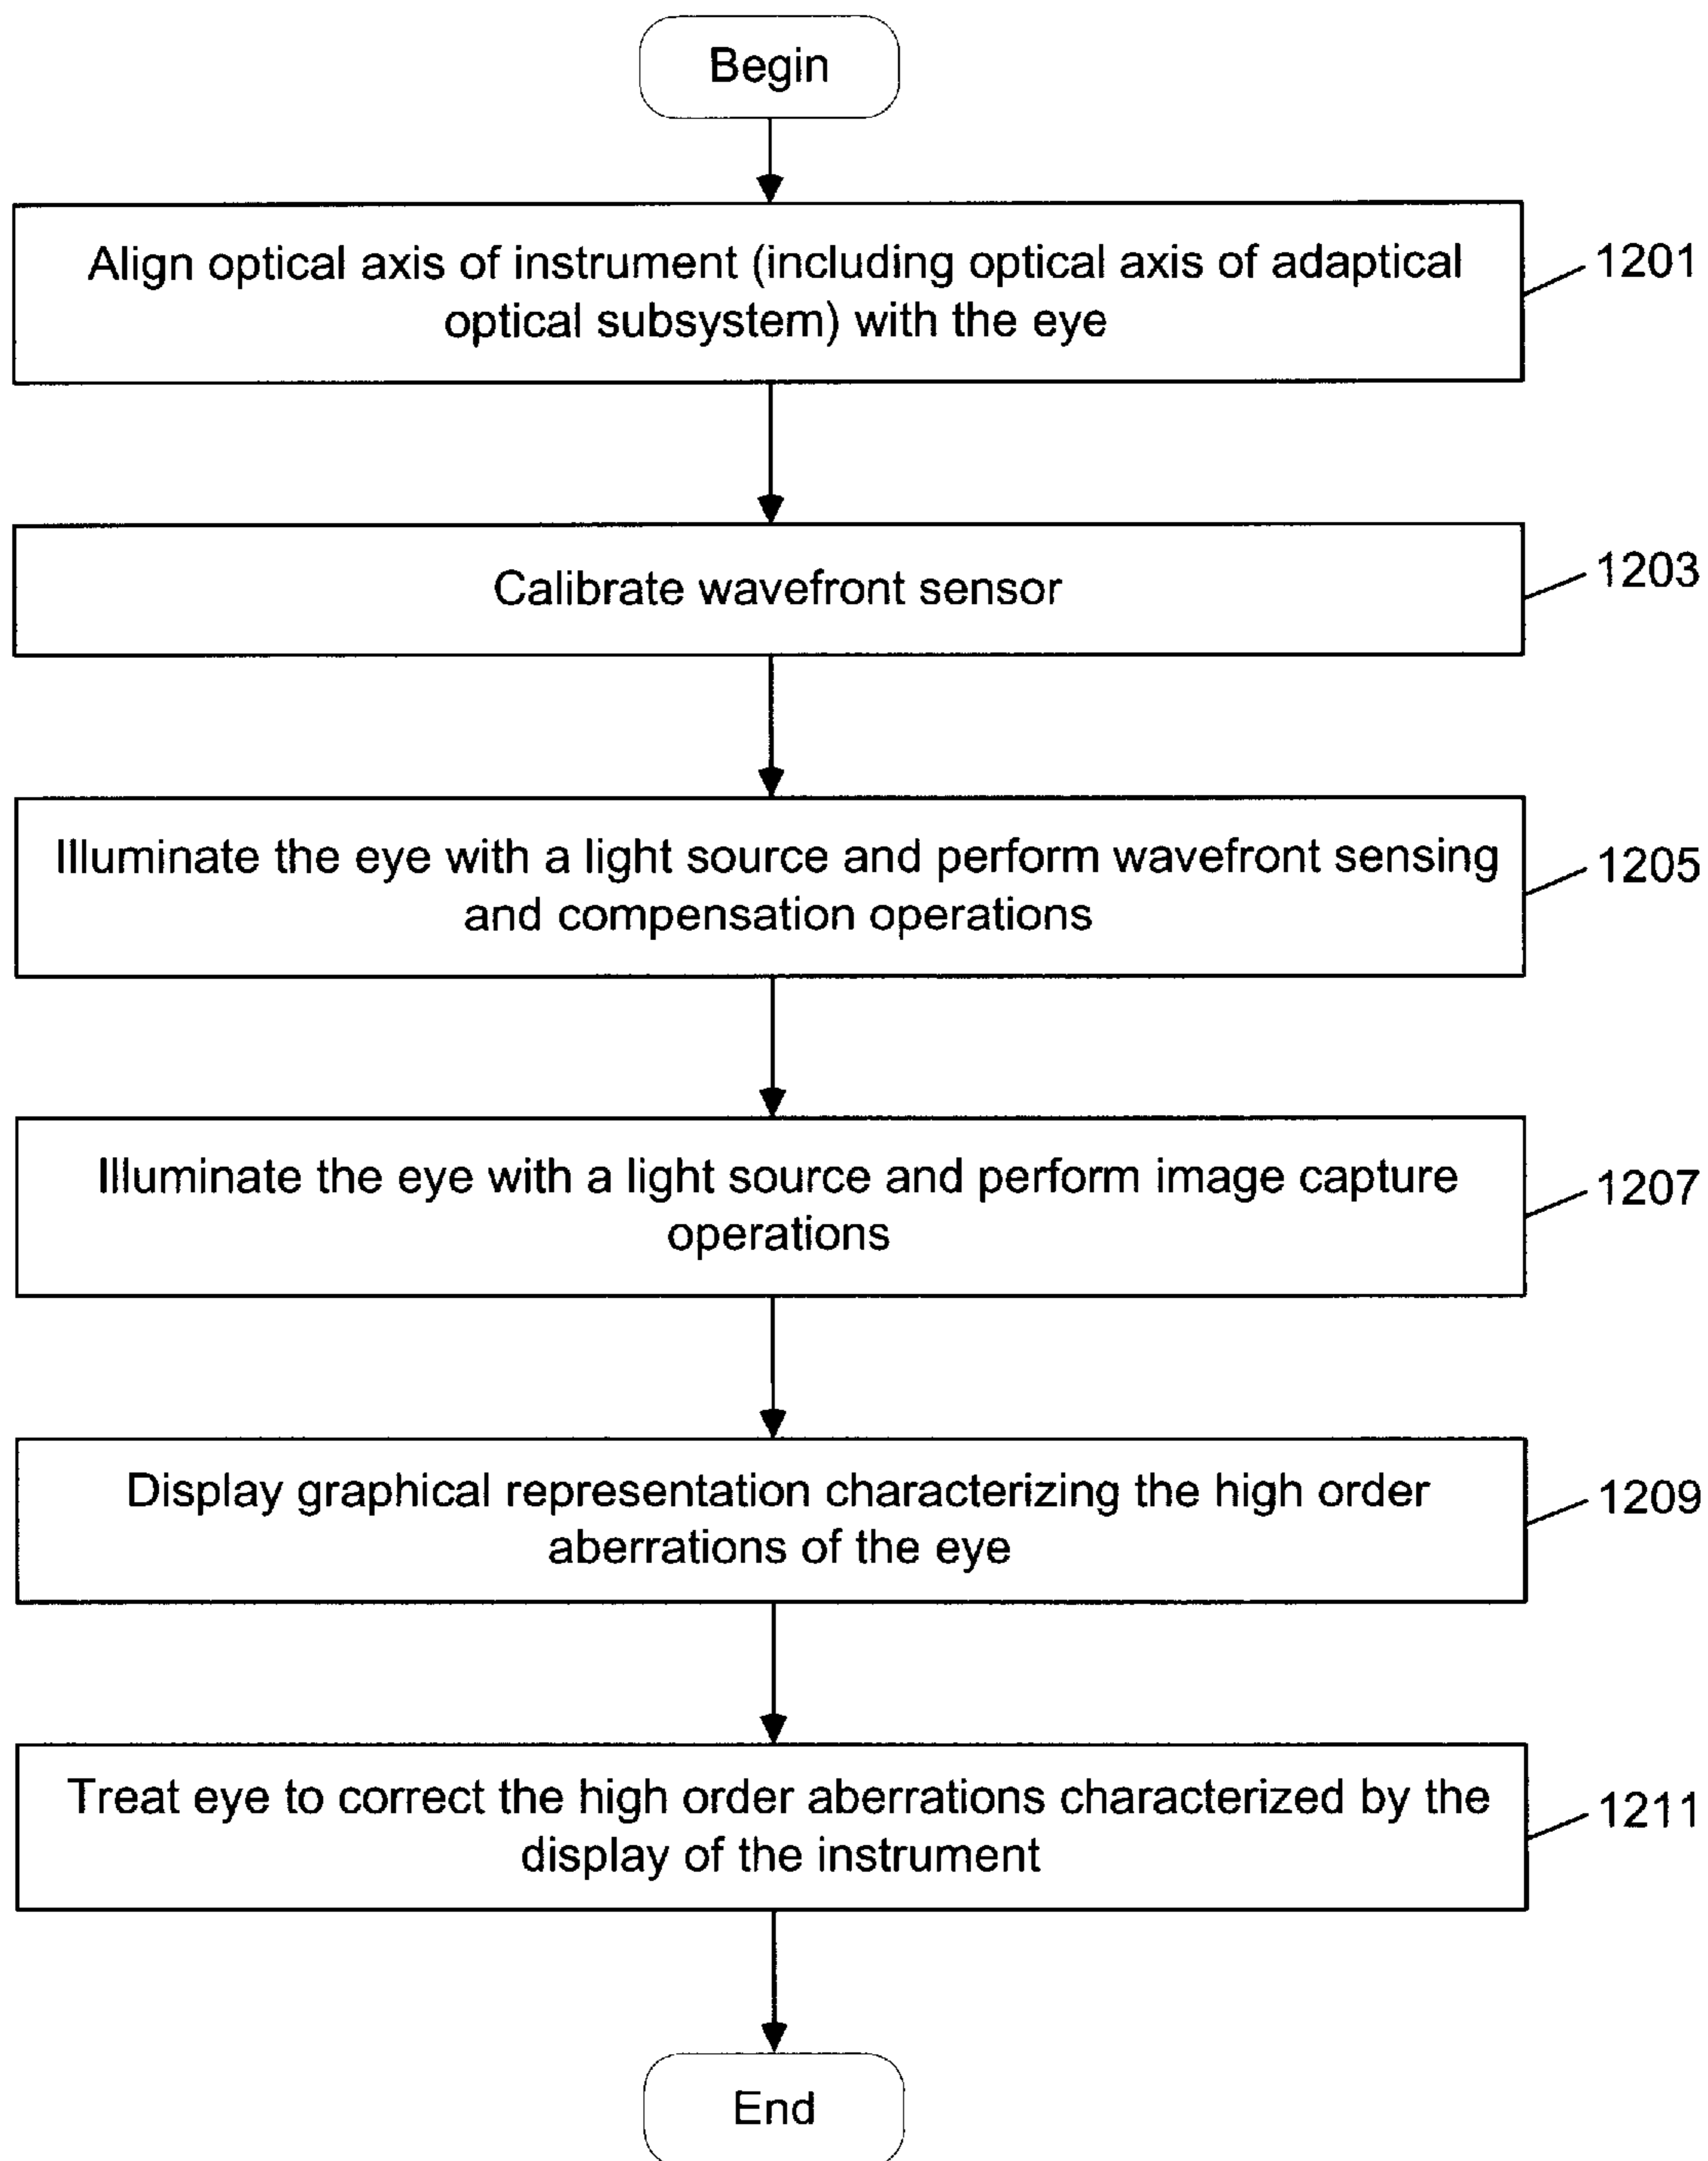 Begin
Align optical axis of instrument (including optical axis of adaptical
optical subsystem) with the eye
1201
Calibrate wavefront sensor
1203
Illuminate the eye with a light source and perform wavefront sensing
and compensation operations
1205
Illuminate the eye with a light source and perform image capture
operations
1207
Display graphical representation characterizing the high order
aberrations of the eye
1209
Treat eye to correct the high order aberrations characterized by the
display of the instrument
1211
End